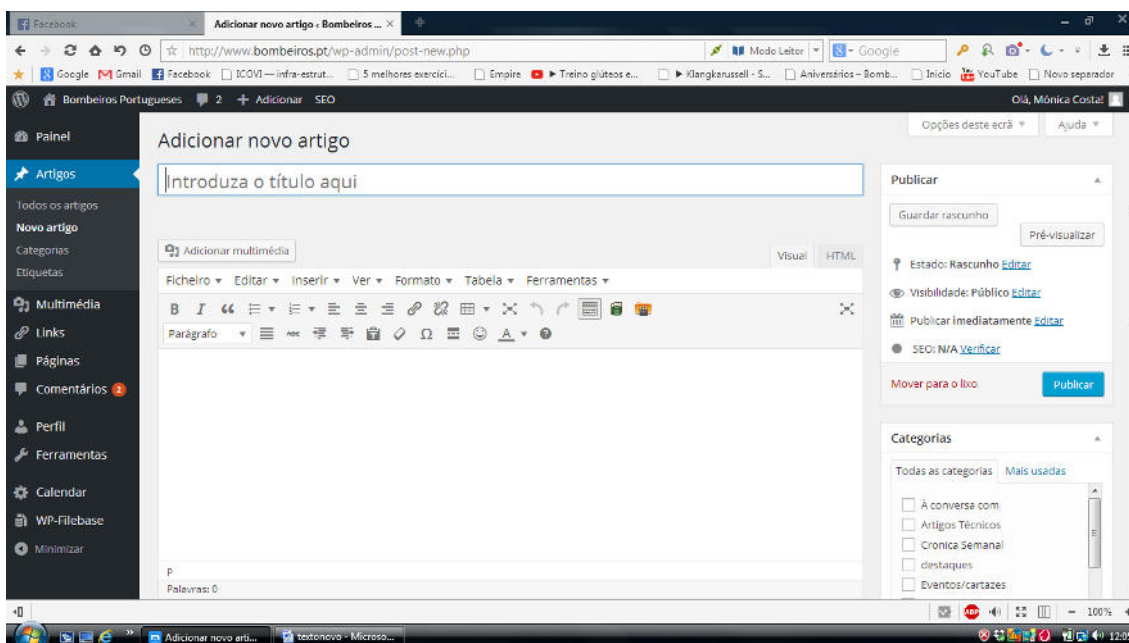 Facebook
Adicionar novo artigo ‹ Bombeiros ...
http://www.bombeiros.pt/wp-admin/post-new.php
Modo Leitor
Google
Google Gmail Facebook ICOVI — infra-estrut... 5 melhores exercíci... Empire ► Treino glúteos e... ► Klangkarussell - S... Aniversários – Bomb... Inicio YouTube Novo separador
Bombeiros Portugueses 2 + Adicionar SEO
Olá, Mónica Costa!
Opções deste ecrã
Ajuda
Painel
Artigos
Todos os artigos
Novo artigo
Categorias
Etiquetas
Multimédia
Links
Páginas
Comentários 2
Perfil
Ferramentas
Calendar
WP-Filebase
Minimizar
Adicionar novo artigo
Introduza o título aqui
Adicionar multimédia
Visual HTML
Ficheiro Editar Inserir Ver Formato Tabela Ferramentas
B I
Parágrafo ABC Ω A
P
Palavras: 0
Publicar
Guardar rascunho
Pré-visualizar
Estado: Rascunho Editar
Visibilidade: Público Editar
Publicar imediatamente Editar
SEO: N/A Verificar
Mover para o lixo
Publicar
Categorias
Todas as categorias Mais usadas
À conversa com
Artigos Técnicos
Cronica Semanal
destaques
Eventos/cartazes
ABP
100%
Adicionar novo arti...
textonovo - Microso...